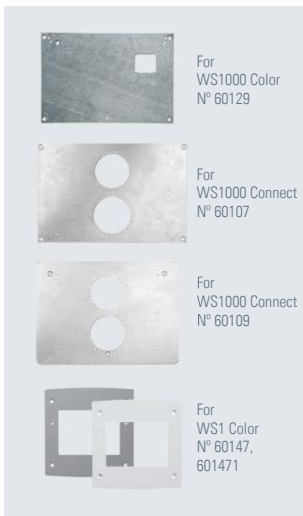 For
WS1000 Color
Nº 60129
For
WS1000 Connect
Nº 60107
For
WS1000 Connect
Nº 60109
For
WS1 Color
Nº 60147,
601471